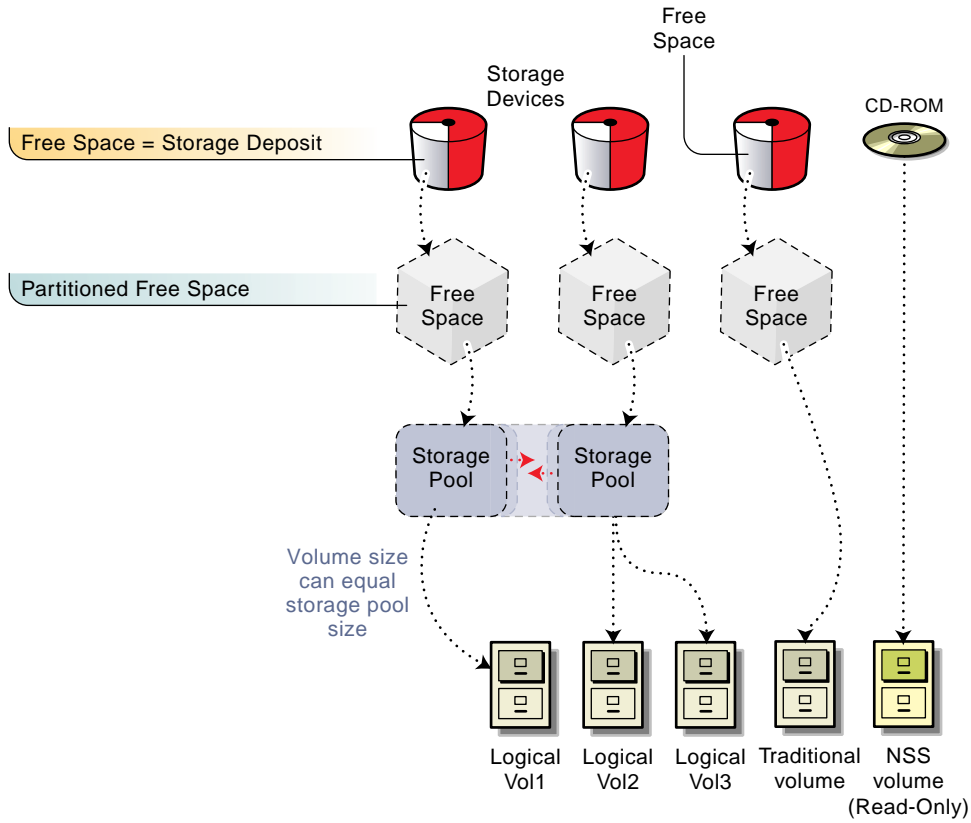 Free
Space
Storage
Devices
CD-ROM
Free Space = Storage Deposit
Partitioned Free Space
Free
Space
Free
Space
Free
Space
Storage
Pool
Storage
Pool
Volume size
can equal
storage pool
size
Logical
Vol1
Logical
Vol2
Logical
Vol3
Traditional
volume
NSS
volume
(Read-Only)